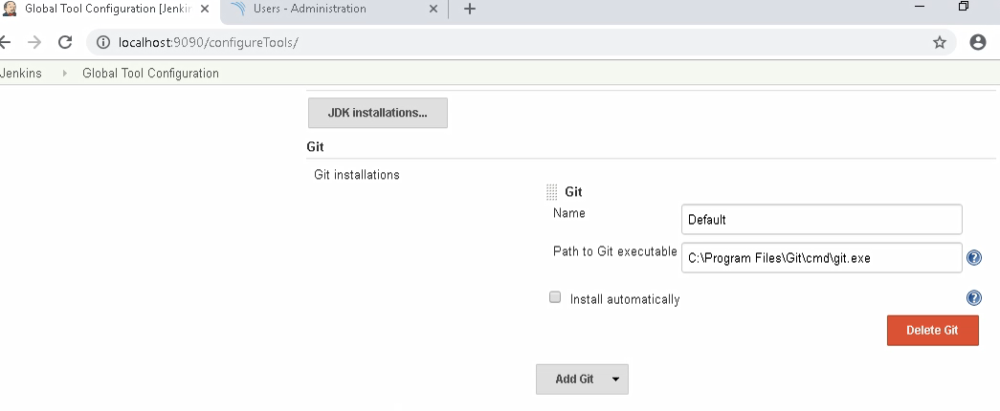 Global Tool Configuration [Jenkin
Users - Administration
localhost:9090/configureTools/
Jenkins
Global Tool Configuration
JDK installations...
Git
Git installations
Git
Name
Default
Path to Git executable
C:\Program Files\Git\cmd\git.exe
Install automatically
Delete Git
Add Git